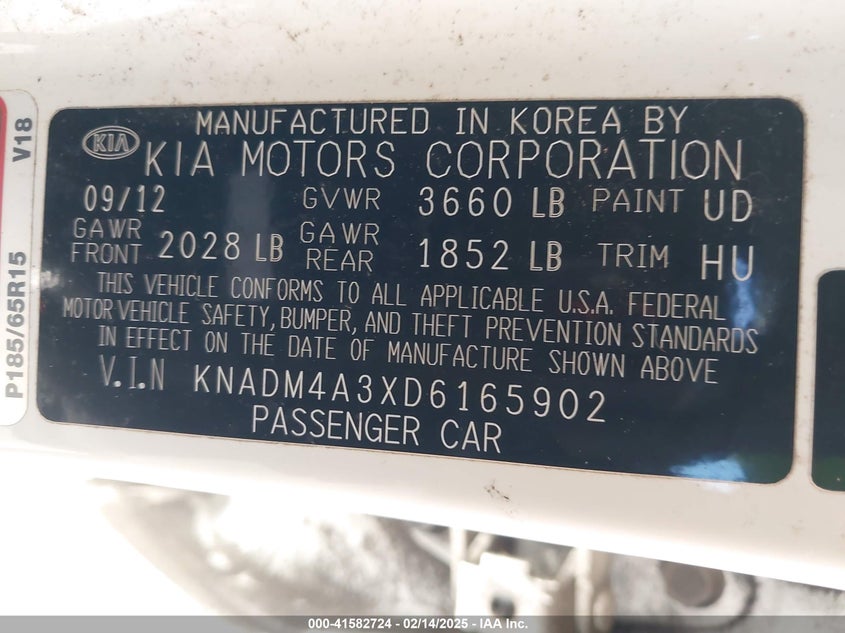 V18
P185/65R15
KIA
MANUFACTURED IN KOREA BY
KIA MOTORS CORPORATION
09/12 GVWR 3660 LB PAINT UD
GAWR FRONT 2028 LB GAWR REAR 1852 LB TRIM HU
THIS VEHICLE CONFORMS TO ALL APPLICABLE U.S.A. FEDERAL
MOTOR VEHICLE SAFETY, BUMPER, AND THEFT PREVENTION STANDARDS
IN EFFECT ON THE DATE OF MANUFACTURE SHOWN ABOVE
V.I.N KNADM4A3XD6165902
PASSENGER CAR
000-41582724 - 02/14/2025 - IAA Inc.